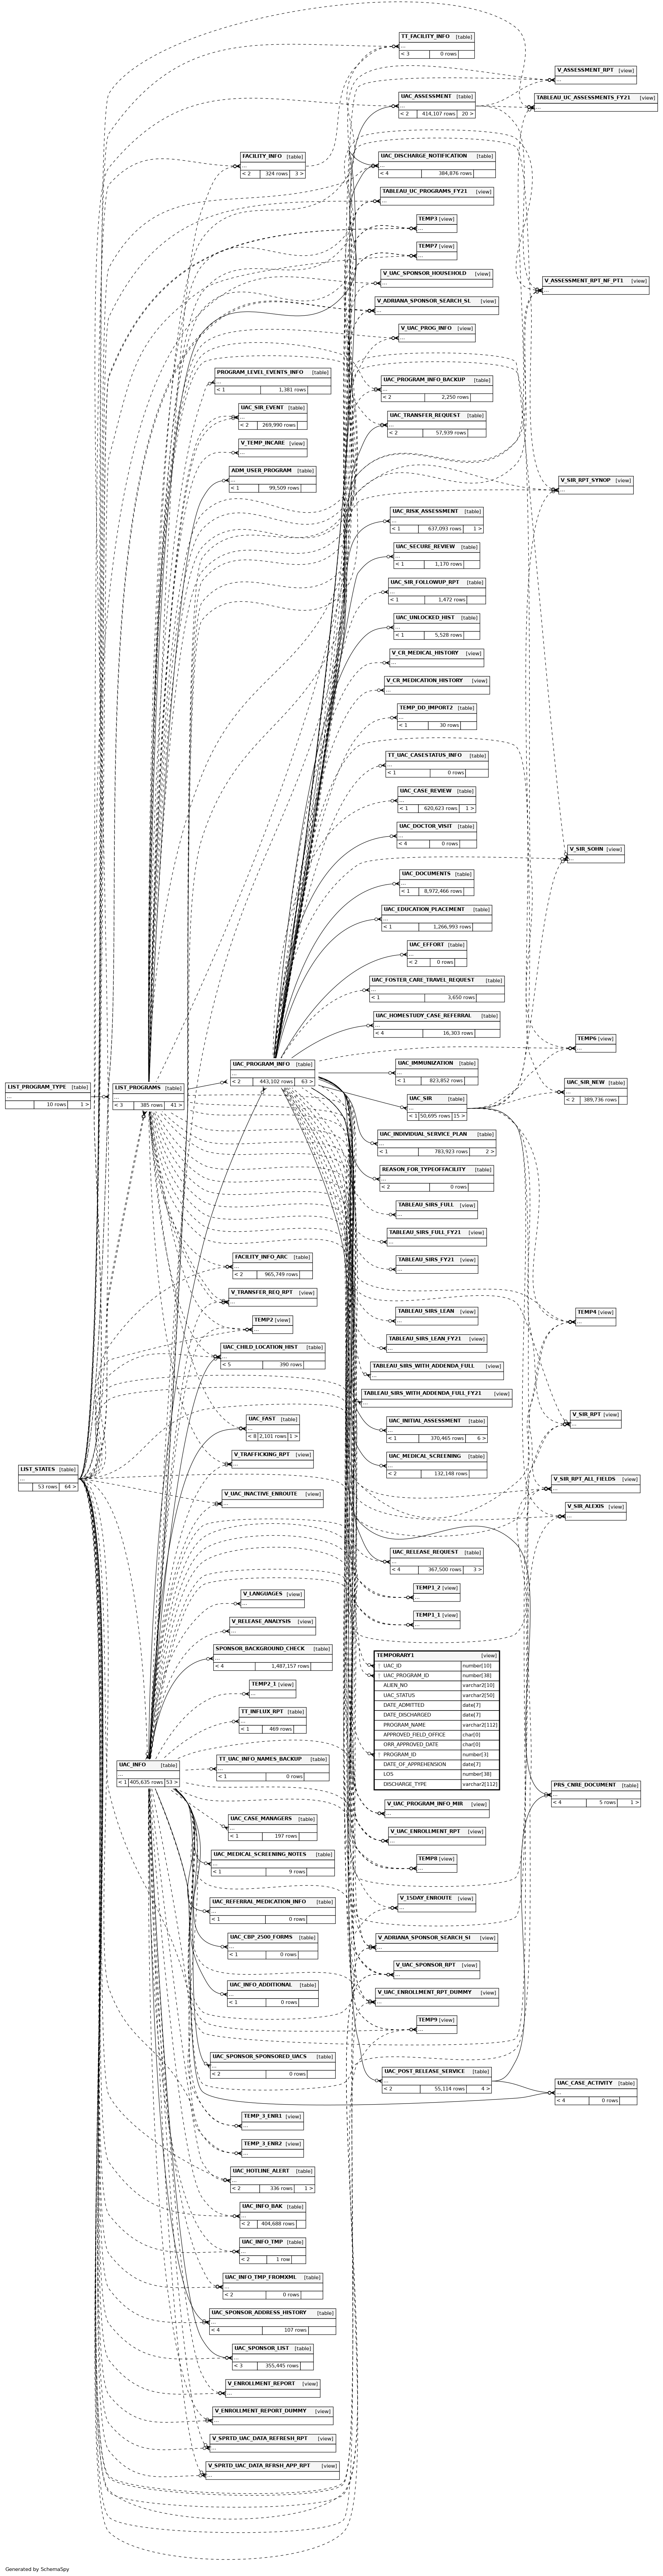 TT_FACILITY_INFO [table]
...
< 3 0 rows
V_ASSESSMENT_RPT [view]
...
UAC_ASSESSMENT [table]
...
< 2 414,107 rows 20 >
TABLEAU_UC_ASSESSMENTS_FY21 [view]
...
FACILITY_INFO [table]
...
< 2 324 rows 3 >
UAC_DISCHARGE_NOTIFICATION [table]
...
< 4 384,876 rows
TABLEAU_UC_PROGRAMS_FY21 [view]
...
TEMP3 [view]
...
TEMP7 [view]
...
V_UAC_SPONSOR_HOUSEHOLD [view]
...
V_ASSESSMENT_RPT_NF_PT1 [view]
...
V_ADRIANA_SPONSOR_SEARCH_SL [view]
...
V_UAC_PROG_INFO [view]
...
PROGRAM_LEVEL_EVENTS_INFO [table]
...
< 1 1,381 rows
UAC_PROGRAM_INFO_BACKUP [table]
...
< 2 2,250 rows
UAC_SIR_EVENT [table]
...
< 2 269,990 rows
UAC_TRANSFER_REQUEST [table]
...
< 2 57,939 rows
V_TEMP_INCARE [view]
...
ADM_USER_PROGRAM [table]
...
< 1 99,509 rows
V_SIR_RPT_SYNOP [view]
...
UAC_RISK_ASSESSMENT [table]
...
< 1 637,093 rows 1 >
UAC_SECURE_REVIEW [table]
...
< 1 1,170 rows
UAC_SIR_FOLLOWUP_RPT [table]
...
< 1 1,472 rows
UAC_UNLOCKED_HIST [table]
...
< 1 5,528 rows
V_CR_MEDICAL_HISTORY [view]
...
V_CR_MEDICATION_HISTORY [view]
...
TEMP_DD_IMPORT2 [table]
...
< 1 30 rows
TT_UAC_CASESTATUS_INFO [table]
...
< 1 0 rows
UAC_CASE_REVIEW [table]
...
< 1 620,623 rows 1 >
UAC_DOCTOR_VISIT [table]
...
< 4 0 rows
V_SIR_SOHN [view]
...
UAC_DOCUMENTS [table]
...
< 1 8,972,466 rows
UAC_EDUCATION_PLACEMENT [table]
...
< 1 1,266,993 rows
UAC_EFFORT [table]
...
< 2 0 rows
UAC_FOSTER_CARE_TRAVEL_REQUEST [table]
...
< 1 3,650 rows
UAC_HOMESTUDY_CASE_REFERRAL [table]
...
< 4 16,303 rows
TEMP6 [view]
...
UAC_PROGRAM_INFO [table]
...
< 2 443,102 rows 63 >
UAC_IMMUNIZATION [table]
...
< 1 823,852 rows
LIST_PROGRAM_TYPE [table]
...
10 rows 1 >
LIST_PROGRAMS [table]
...
< 3 385 rows 41 >
UAC_SIR_NEW [table]
...
< 2 389,736 rows
UAC_SIR [table]
...
< 1 50,695 rows 15 >
UAC_INDIVIDUAL_SERVICE_PLAN [table]
...
< 1 783,923 rows 2 >
REASON_FOR_TYPEOFFACILITY [table]
...
< 2 0 rows
TABLEAU_SIRS_FULL [view]
...
TABLEAU_SIRS_FULL_FY21 [view]
...
FACILITY_INFO_ARC [table]
...
< 2 965,749 rows
TABLEAU_SIRS_FY21 [view]
...
V_TRANSFER_REQ_RPT [view]
...
TABLEAU_SIRS_LEAN [view]
...
TEMP4 [view]
...
TEMP2 [view]
...
TABLEAU_SIRS_LEAN_FY21 [view]
...
UAC_CHILD_LOCATION_HIST [table]
...
< 5 390 rows
TABLEAU_SIRS_WITH_ADDENDA_FULL [view]
...
TABLEAU_SIRS_WITH_ADDENDA_FULL_FY21 [view]
...
UAC_FAST [table]
...
< 8 2,101 rows 1 >
UAC_INITIAL_ASSESSMENT [table]
...
< 1 370,465 rows 6 >
V_SIR_RPT [view]
...
V_TRAFFICKING_RPT [view]
...
UAC_MEDICAL_SCREENING [table]
...
< 2 132,148 rows
LIST_STATES [table]
...
53 rows 64 >
V_SIR_RPT_ALL_FIELDS [view]
...
V_UAC_INACTIVE_ENROUTE [view]
...
V_SIR_ALEXIS [view]
...
UAC_RELEASE_REQUEST [table]
...
< 4 367,500 rows 3 >
TEMP1_2 [view]
...
V_LANGUAGES [view]
...
TEMP1_1 [view]
...
V_RELEASE_ANALYSIS [view]
...
SPONSOR_BACKGROUND_CHECK [table]
...
< 4 1,487,157 rows
TEMPORARY1 [view]
UAC_ID number[10]
UAC_PROGRAM_ID number[38]
ALIEN_NO varchar2[10]
UAC_STATUS varchar2[50]
DATE_ADMITTED date[7]
DATE_DISCHARGED date[7]
PROGRAM_NAME varchar2[112]
APPROVED_FIELD_OFFICE char[0]
ORR_APPROVED_DATE char[0]
PROGRAM_ID number[3]
DATE_OF_APPREHENSION date[7]
LOS number[38]
DISCHARGE_TYPE varchar2[112]
TEMP2_1 [view]
...
TT_INFLUX_RPT [table]
...
< 1 469 rows
TT_UAC_INFO_NAMES_BACKUP [table]
...
< 1 0 rows
UAC_INFO [table]
...
< 1 405,635 rows 53 >
PRS_CNRE_DOCUMENT [table]
...
< 4 5 rows 1 >
V_UAC_PROGRAM_INFO_MIR [view]
...
UAC_CASE_MANAGERS [table]
...
< 1 197 rows
V_UAC_ENROLLMENT_RPT [view]
...
UAC_MEDICAL_SCREENING_NOTES [table]
...
< 1 9 rows
TEMP8 [view]
...
UAC_REFERRAL_MEDICATION_INFO [table]
...
< 1 0 rows
V_15DAY_ENROUTE [view]
...
UAC_CBP_2500_FORMS [table]
...
< 1 0 rows
V_ADRIANA_SPONSOR_SEARCH_SI [view]
...
V_UAC_SPONSOR_RPT [view]
...
UAC_INFO_ADDITIONAL [table]
...
< 1 0 rows
V_UAC_ENROLLMENT_RPT_DUMMY [view]
...
TEMP9 [view]
...
UAC_SPONSOR_SPONSORED_UACS [table]
...
< 2 0 rows
UAC_POST_RELEASE_SERVICE [table]
...
< 2 55,114 rows 4 >
UAC_CASE_ACTIVITY [table]
...
< 4 0 rows
TEMP_3_ENR1 [view]
...
TEMP_3_ENR2 [view]
...
UAC_HOTLINE_ALERT [table]
...
< 2 336 rows 1 >
UAC_INFO_BAK [table]
...
< 2 404,688 rows
UAC_INFO_TMP [table]
...
< 2 1 row
UAC_INFO_TMP_FROMXML [table]
...
< 2 0 rows
UAC_SPONSOR_ADDRESS_HISTORY [table]
...
< 4 107 rows
UAC_SPONSOR_LIST [table]
...
< 3 355,445 rows
V_ENROLLMENT_REPORT [view]
...
V_ENROLLMENT_REPORT_DUMMY [view]
...
V_SPRTD_UAC_DATA_REFRESH_RPT [view]
...
V_SPRTD_UAC_DATA_RFRSH_APP_RPT [view]
...
Generated by SchemaSpy